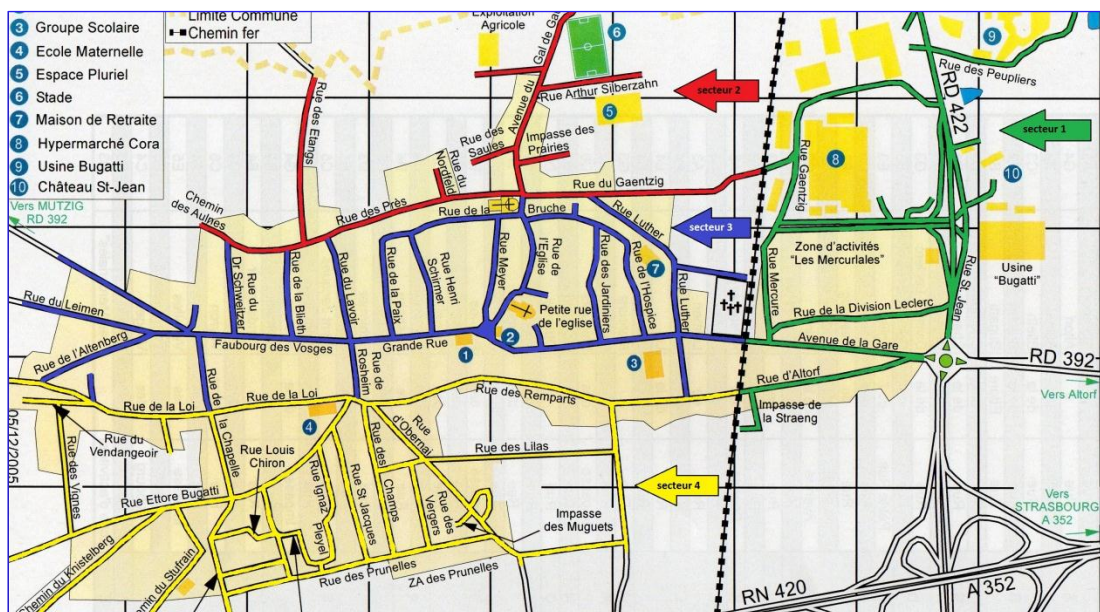 Limite Commune
Chemin fer
3 Groupe Scolaire
4 Ecole Maternelle
5 Espace Pluriel
6 Stade
7 Maison de Retraite
8 Hypermarché Cora
9 Usine Bugatti
10 Château St-Jean
Vers MUTZIG
RD 392
Exploitation
Agricole
Avenue du
Gal de
6
Rue Arthur Silberzahn
5
secteur 2
Rue des Peupliers
9
RD 422
secteur 1
10
8
Rue des Etangs
Rue des
Saules
Impasse des
Prairies
Rue du
Nordfeld
Rue du Gaentzig
Rue Gaentzig
Chemin
des Aulnes
Rue des Près
Rue de la
Bruche
Rue Luther
secteur 3
Zone d'activités
"Les Mercuriales"
Usine
"Bugatti"
Rue du Leimen
Rue du
Dr Schweitzer
Rue de
la Blieth
Rue du Lavoir
Rue de la Paix
Rue Henri
Schirmer
Rue Meyer
Rue de
l'Eglise
Petite rue
de l'eglise
Rue des Jardiniers
Rue de l'Hospice
7
Rue Luther
Rue Mercure
Rue de la Division Leclerc
Rue St-Jean
Avenue de la Gare
Rue de l'Altenberg
Faubourg des Vosges
Grande Rue
1
2
3
Rue de
Rosheim
RD 392
Vers Altorf
Rue d'Altorf
Impasse de
la Straeng
Rue de la Loi
Rue de la Loi
Rue des Remparts
Rue de
la Chapelle
4
05/12/2005
Rue du
Vendangeoir
Rue des Vignes
Rue Louis
Chiron
Rue Ettore Bugatti
Rue Ignaz
Pleyel
Rue St Jacques
Rue des
Champs
Rue
d'Obernai
Rue des Lilas
Rue des
Vergers
Impasse
des Muguets
secteur 4
Vers
STRASBOURG
A 352
Chemin du Knistelberg
Chemin du Stufrain
Rue des Prunelles
ZA des Prunelles
RN 420
A 352